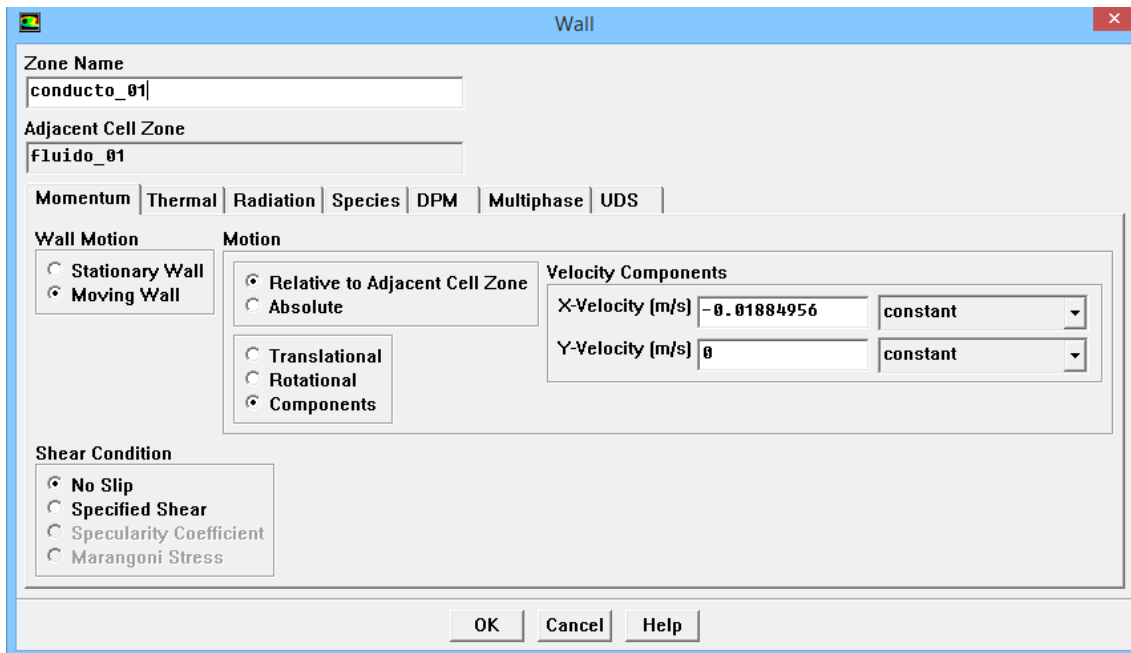 Wall
Zone Name
conducto_01
Adjacent Cell Zone
fluido_01
Momentum Thermal Radiation Species DPM Multiphase UDS
Wall Motion
Stationary Wall
Moving Wall
Motion
Relative to Adjacent Cell Zone
Absolute
Translational
Rotational
Components
Velocity Components
X-Velocity (m/s) -0.01884956 constant
Y-Velocity (m/s) 0 constant
Shear Condition
No Slip
Specified Shear
Specularity Coefficient
Marangoni Stress
OK Cancel Help